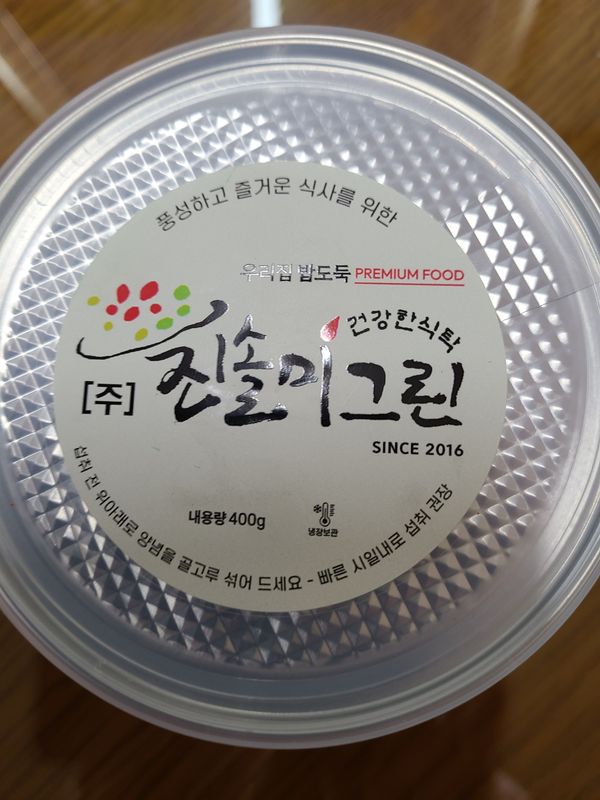 풍성하고 즐거운 식사를 위한
우리집 밥도둑 PREMIUM FOOD
건강한식탁
[주] 진솔미그린
SINCE 2016
내용량 400g
냉장보관
섭취 전 위아래로 양념을 골고루 섞어 드세요 - 빠른 시일내로 섭취 권장